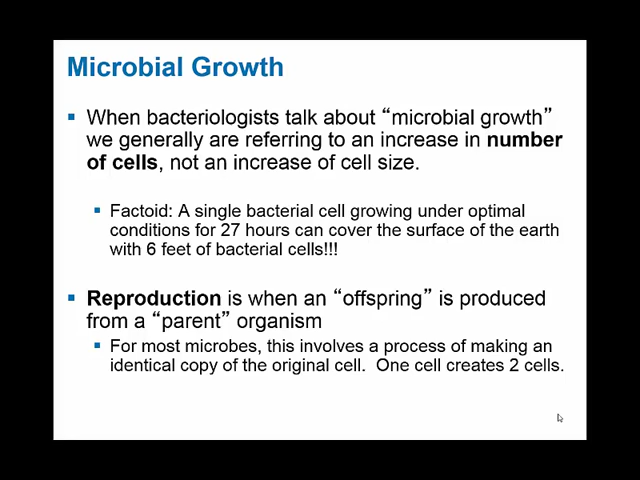 Microbial Growth
When bacteriologists talk about “microbial growth”
we generally are referring to an increase in number
of cells, not an increase of cell size.
Factoid: A single bacterial cell growing under optimal
conditions for 27 hours can cover the surface of the earth
with 6 feet of bacterial cells!!!
Reproduction is when an “offspring” is produced
from a “parent” organism
For most microbes, this involves a process of making an
identical copy of the original cell.  One cell creates 2 cells.